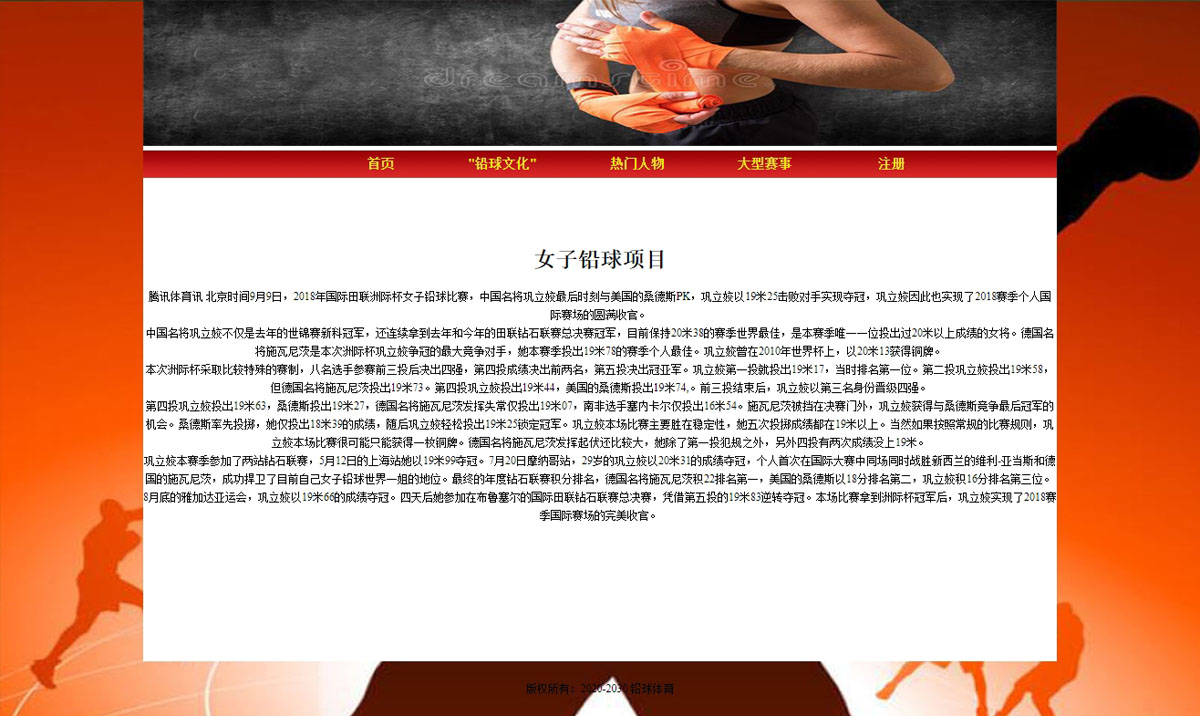 dreamstime
首页 "铅球文化" 热门人物 大型赛事 注册
女子铅球项目
腾讯体育讯 北京时间9月9日，2018年国际田联洲际杯女子铅球比赛，中国名将巩立姣最后时刻与美国的桑德斯PK，巩立姣以19米25击败对手实现夺冠，巩立姣因此也实现了2018赛季个人国
际赛场的圆满收官。
中国名将巩立姣不仅是去年的世锦赛新科冠军，还连续拿到去年和今年的田联钻石联赛总决赛冠军，目前保持20米38的赛季世界最佳，是本赛季唯一一位投出过20米以上成绩的女将。德国名
将施瓦尼茨是本次洲际杯巩立姣争冠的最大竞争对手，她本赛季投出19米78的赛季个人最佳。巩立姣曾在2010年世界杯上，以20米13获得铜牌。
本次洲际杯采取比较特殊的赛制，八名选手参赛前三投后决出四强，第四投成绩决出前两名，第五投决出冠亚军。巩立姣第一投就投出19米17，当时排名第一位。第二投巩立姣投出19米58，
但德国名将施瓦尼茨投出19米73。第四投巩立姣投出19米44，美国的桑德斯投出19米74,。前三投结束后，巩立姣以第三名身份晋级四强。
第四投巩立姣投出19米63，桑德斯投出19米27，德国名将施瓦尼茨发挥失常仅投出19米07，南非选手塞内卡尔仅投出16米54。施瓦尼茨被挡在决赛门外，巩立姣获得与桑德斯竞争最后冠军的
机会。桑德斯率先投掷，她仅投出18米39的成绩，随后巩立姣轻松投出19米25锁定冠军。巩立姣本场比赛主要胜在稳定性，她五次投掷成绩都在19米以上。当然如果按照常规的比赛规则，巩
立姣本场比赛很可能只能获得一枚铜牌。德国名将施瓦尼茨发挥起伏还比较大，她除了第一投犯规之外，另外四投有两次成绩没上19米。
巩立姣本赛季参加了两站钻石联赛，5月12日的上海站她以19米99夺冠。7月20日摩纳哥站，29岁的巩立姣以20米31的成绩夺冠，个人首次在国际大赛中同场同时战胜新西兰的维利-亚当斯和德
国的施瓦尼茨，成功捍卫了目前自己女子铅球世界一姐的地位。最终的年度钻石联赛积分排名，德国名将施瓦尼茨积22排名第一，美国的桑德斯以18分排名第二，巩立姣积16分排名第三位。
8月底的雅加达亚运会，巩立姣以19米66的成绩夺冠。四天后她参加在布鲁塞尔的国际田联钻石联赛总决赛，凭借第五投的19米83逆转夺冠。本场比赛拿到洲际杯冠军后，巩立姣实现了2018赛
季国际赛场的完美收官。
版权所有：2020-2030 铅球体育